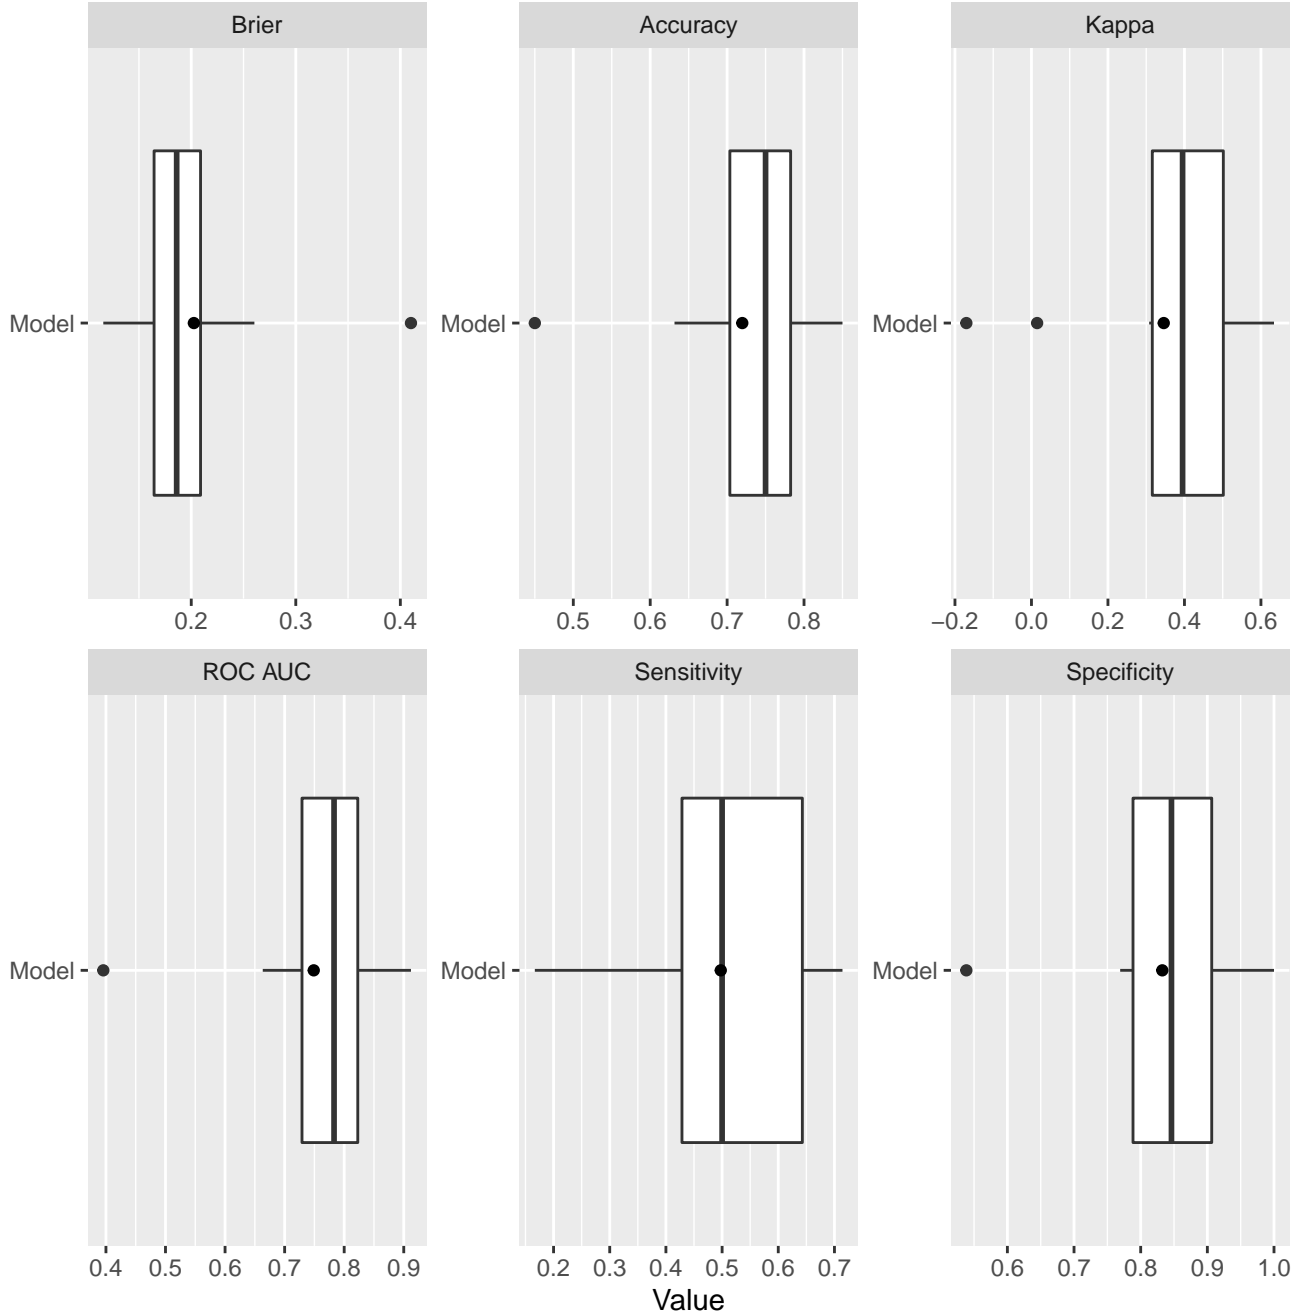 Brier Accuracy Kappa
Model Model Model
0.2 0.3 0.4 0.5 0.6 0.7 0.8 −0.2 0.0 0.2 0.4 0.6
ROC AUC Sensitivity Specificity
Model Model Model
0.4 0.5 0.6 0.7 0.8 0.9 0.2 0.3 0.4 0.5 0.6 0.7 0.6 0.7 0.8 0.9 1.0
Value